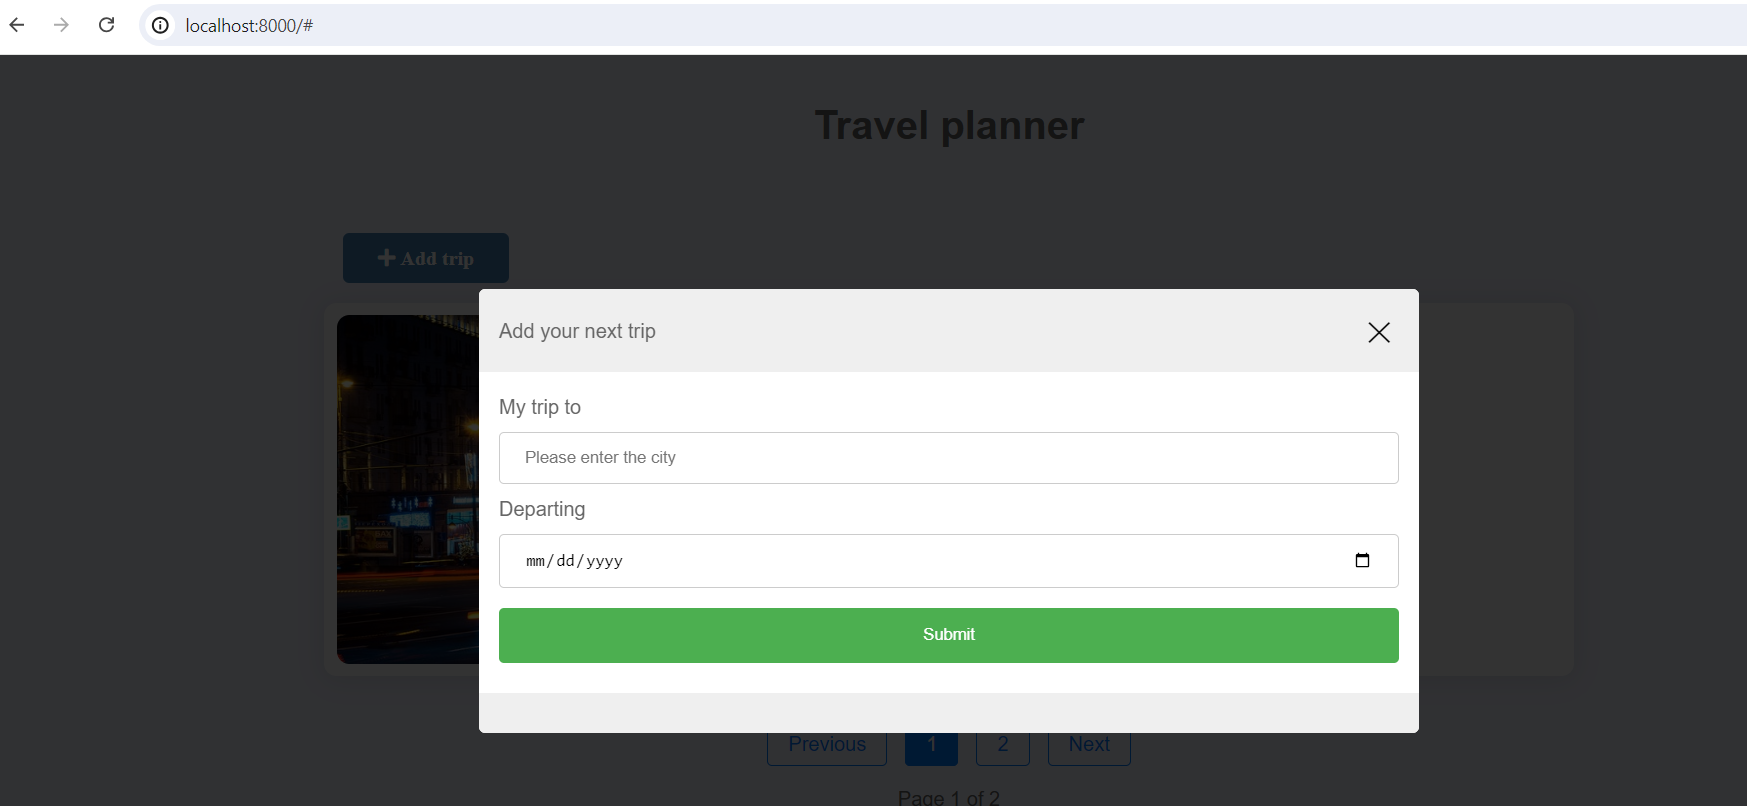 localhost:8000/#
Travel planner
Add trip
Add your next trip
My trip to
Please enter the city
Departing
mm/dd/yyyy
Submit
Previous 1 2 Next
Page 1 of 2